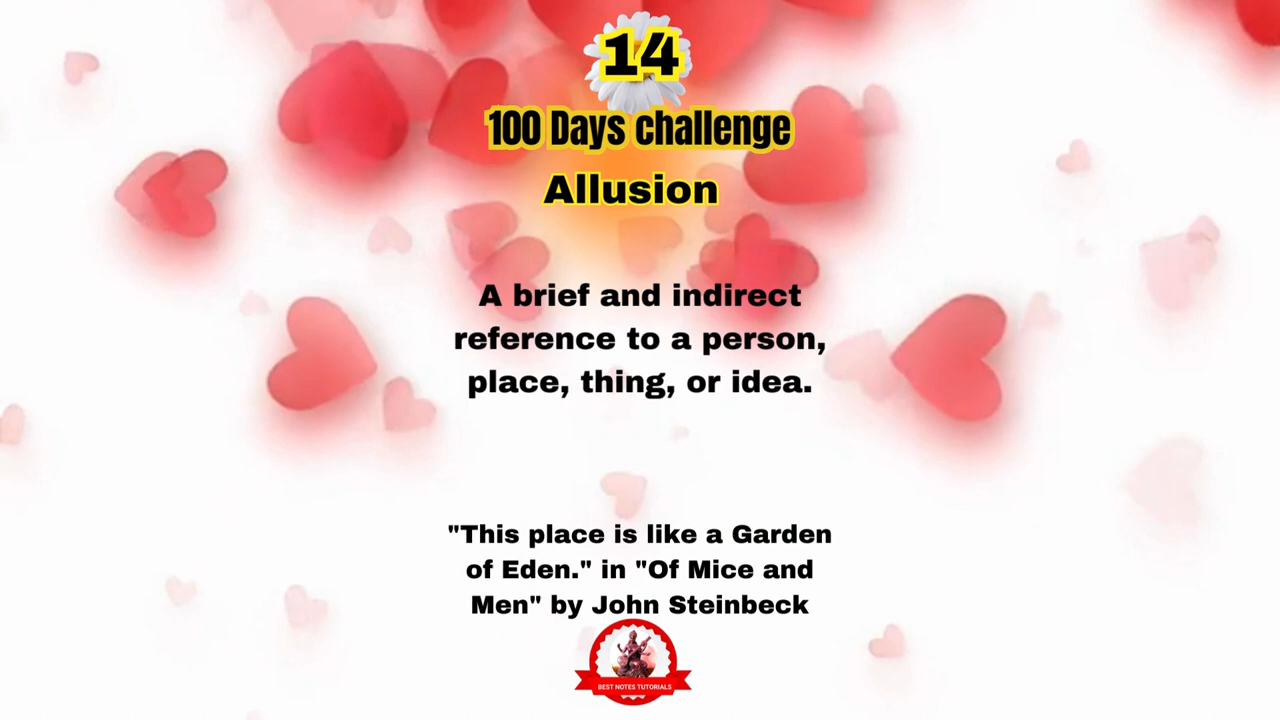 14
100 Days challenge
Allusion
A brief and indirect
reference to a person,
place, thing, or idea.
"This place is like a Garden
of Eden." in "Of Mice and
Men" by John Steinbeck
BEST NOTES TUTORIALS